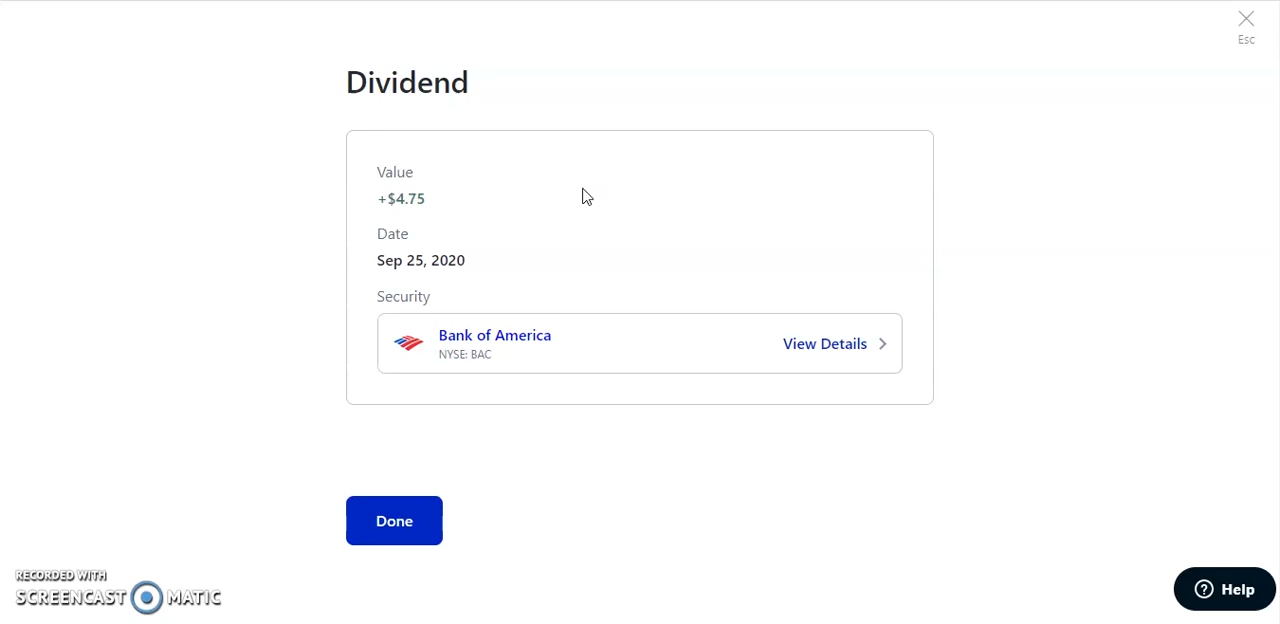 Esc
Dividend
Value
+$4.75
Date
Sep 25, 2020
Security
Bank of America
NYSE: BAC
View Details
Done
RECORDED WITH
SCREENCAST MATIC
Help